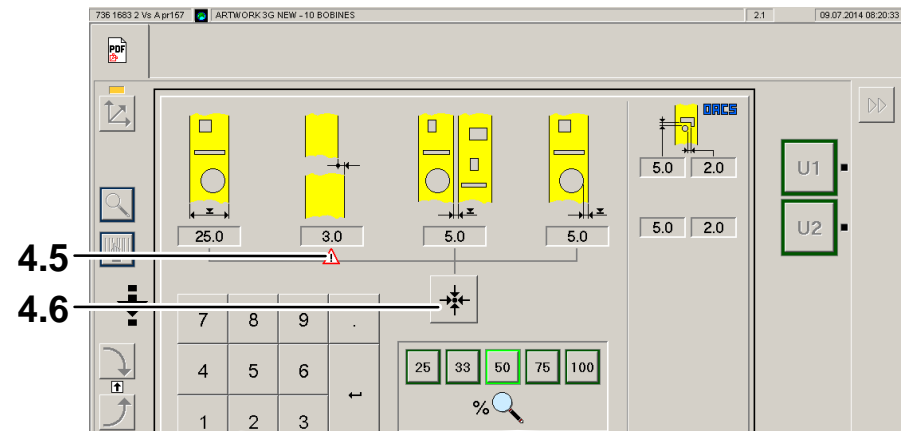 736 1683 2 Vs Apr167 ARTWORK 3G NEW - 10 BOBINES 2.1 09.07.2014 08:20:33
PDF
ORCS
5.0 2.0
U1
25.0 3.0 5.0 5.0 5.0 2.0
U2
4.5
4.6
7 8 9 .
4 5 6
25 33 50 75 100
%
1 2 3